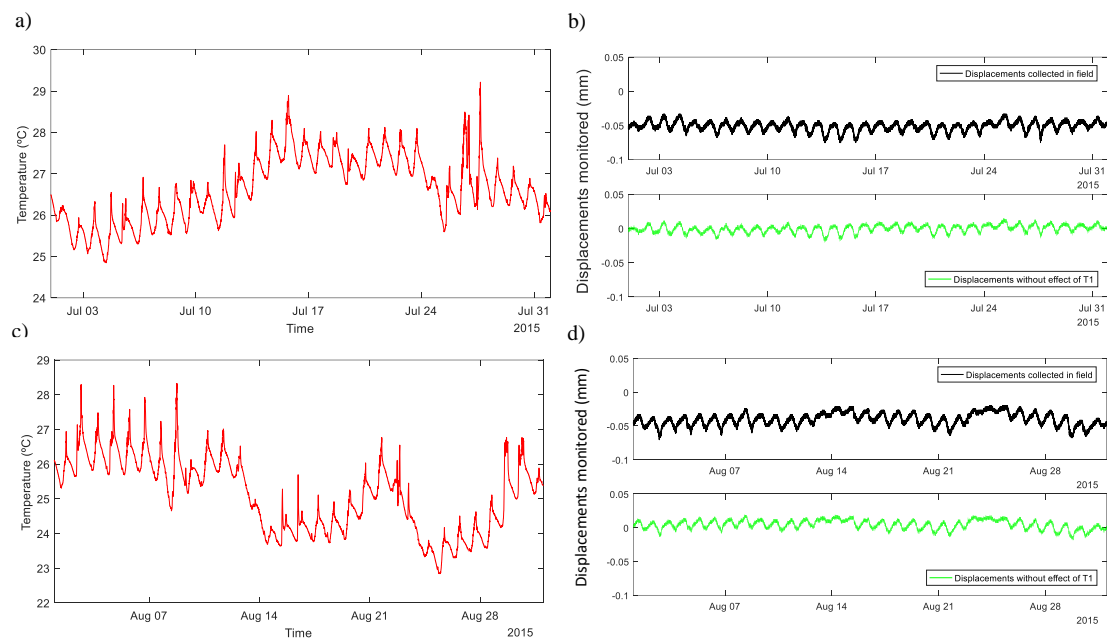 a)
30
29
28
27
26
25
24
Temperature (ºC)
Jul 03
Jul 10
Jul 17
Jul 24
Jul 31
Time
2015
b)
Displacements monitored (mm)
0.05
0
-0.05
-0.1
Displacements collected in field
Jul 03
Jul 10
Jul 17
Jul 24
Jul 31
2015
0.05
0
-0.05
-0.1
Displacements without effect of T1
Jul 03
Jul 10
Jul 17
Jul 24
Jul 31
2015
c)
29
28
27
26
25
24
23
22
Temperature (ºC)
Aug 07
Aug 14
Aug 21
Aug 28
Time
2015
d)
Displacements monitored (mm)
0.05
0
-0.05
-0.1
Displacements collected in field
Aug 07
Aug 14
Aug 21
Aug 28
2015
0.05
0
-0.05
-0.1
Displacements without effect of T1
Aug 07
Aug 14
Aug 21
Aug 28
2015